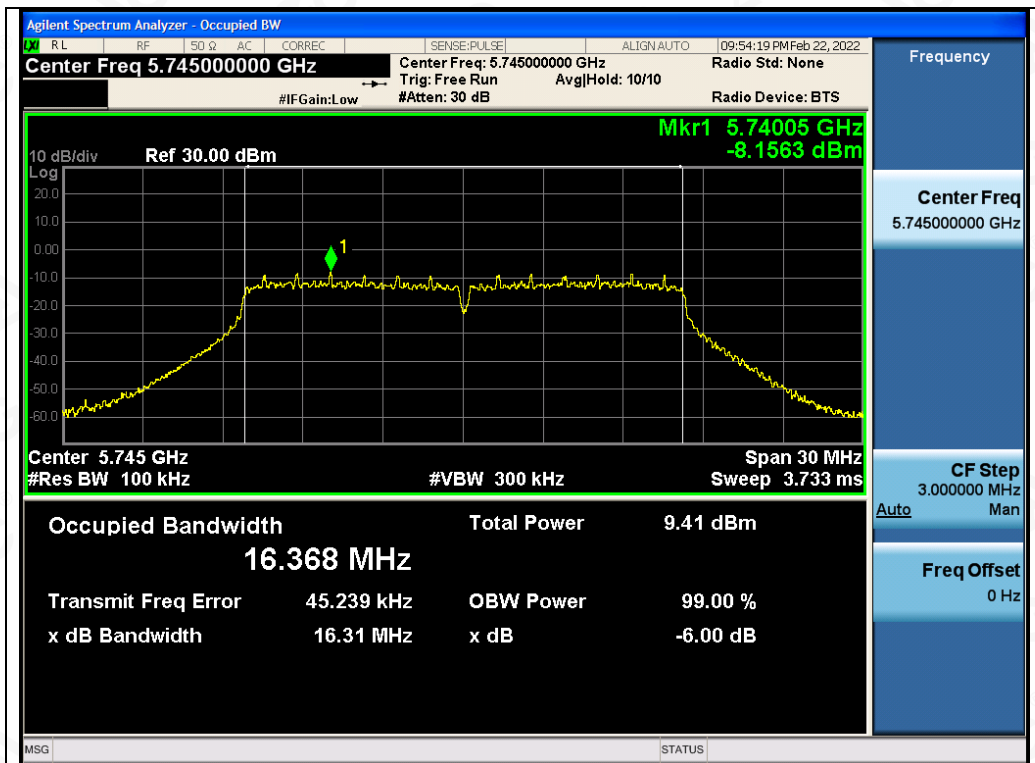 Agilent Spectrum Analyzer - Occupied BW
LXI RL RF 50 Ω AC CORREC SENSE:PULSE ALIGN AUTO 09:54:19 PM Feb 22, 2022
Center Freq 5.745000000 GHz Center Freq: 5.745000000 GHz Radio Std: None
Trig: Free Run Avg|Hold: 10/10
#IFGain:Low #Atten: 30 dB Radio Device: BTS
Mkr1 5.74005 GHz
-8.1563 dBm
10 dB/div Ref 30.00 dBm
Log
20.0
10.0
0.00
1
-10.0
-20.0
-30.0
-40.0
-50.0
-60.0
Center 5.745 GHz Span 30 MHz
#Res BW 100 kHz #VBW 300 kHz Sweep 3.733 ms
Occupied Bandwidth Total Power 9.41 dBm
16.368 MHz
Transmit Freq Error 45.239 kHz OBW Power 99.00 %
x dB Bandwidth 16.31 MHz x dB -6.00 dB
Frequency
Center Freq
5.745000000 GHz
CF Step
3.000000 MHz
Auto Man
Freq Offset
0 Hz
MSG STATUS